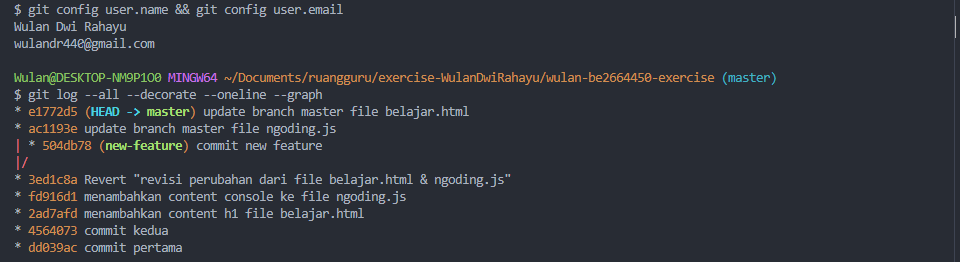 $ git config user.name && git config user.email
Wulan Dwi Rahayu
wulandr440@gmail.com
Wulan@DESKTOP-NM9P1O0 MINGW64 ~/Documents/ruangguru/exercise-WulanDwiRahayu/wulan-be2664450-exercise (master)
$ git log --all --decorate --oneline --graph
* e1772d5 (HEAD -> master) update branch master file belajar.html
* ac1193e update branch master file ngoding.js
| * 504db78 (new-feature) commit new feature
|/
* 3ed1c8a Revert "revisi perubahan dari file belajar.html & ngoding.js"
* fd916d1 menambahkan content console ke file ngoding.js
* 2ad7afd menambahkan content h1 file belajar.html
* 4564073 commit kedua
* dd039ac commit pertama